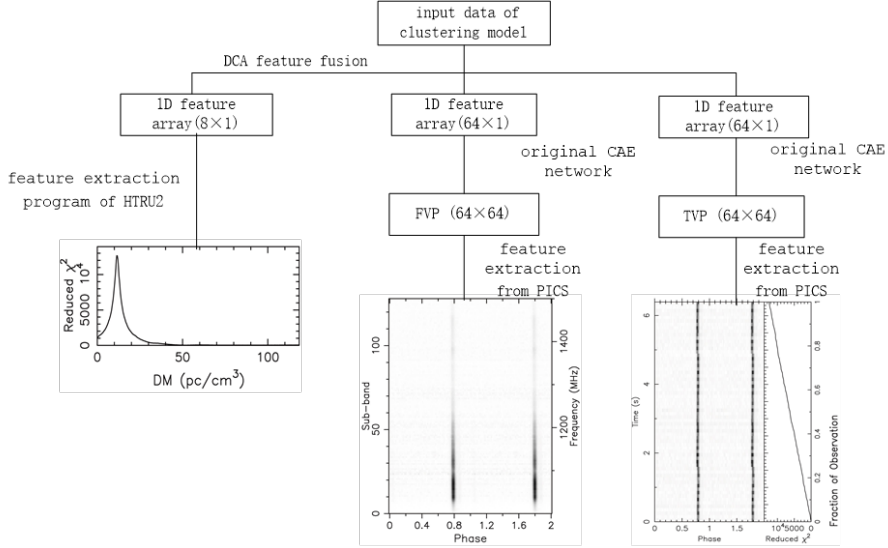 input data of
clustering model
DCA feature fusion
1D feature
array(8×1)
1D feature
array(64×1)
1D feature
array(64×1)
original CAE
network
original CAE
network
feature extraction
program of HTRU2
FVP (64×64)
TVP (64×64)
feature
extraction
from PICS
feature
extraction
from PICS
Reduced χ²
0 5000 10⁴
0 50 100
DM (pc/cm³)
Sub-band
0 50 100
1200 1400
Frequency (MHz)
0 0.8 1.2 1.6 2
Phase
Time (s)
0 2 4 6
0 0.5 1 1.5
Phase
10⁴5000 0
Reduced χ²
0 0.2 0.4 0.6 0.8 1
Fraction of Observation